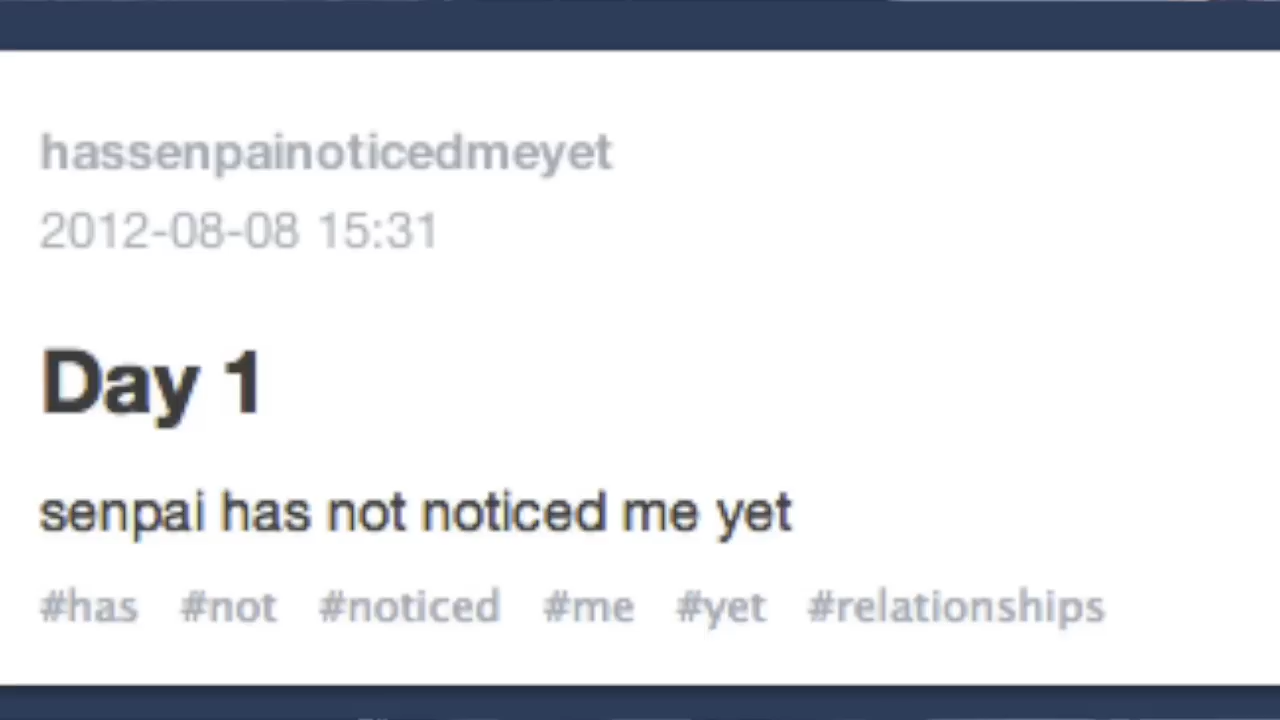 hassenpainoticedmeyet
2012-08-08 15:31
Day 1
senpai has not noticed me yet
#has #not #noticed #me #yet #relationships